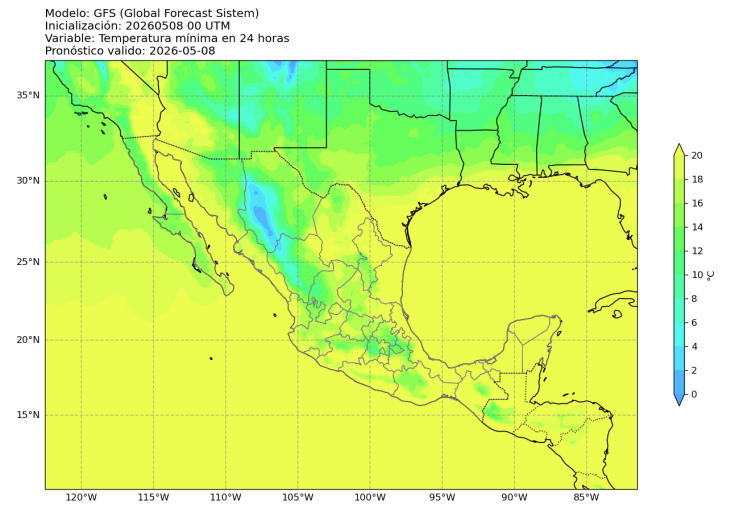 Modelo: GFS (Global Forecast Sistem)
Inicialización: 20260508 00 UTM
Variable: Temperatura mínima en 24 horas
Pronóstico valido: 2026-05-08
35°N
30°N
25°N
20°N
15°N
120°W
115°W
110°W
105°W
100°W
95°W
90°W
85°W
20
18
16
14
12
10
8
6
4
2
0
°C